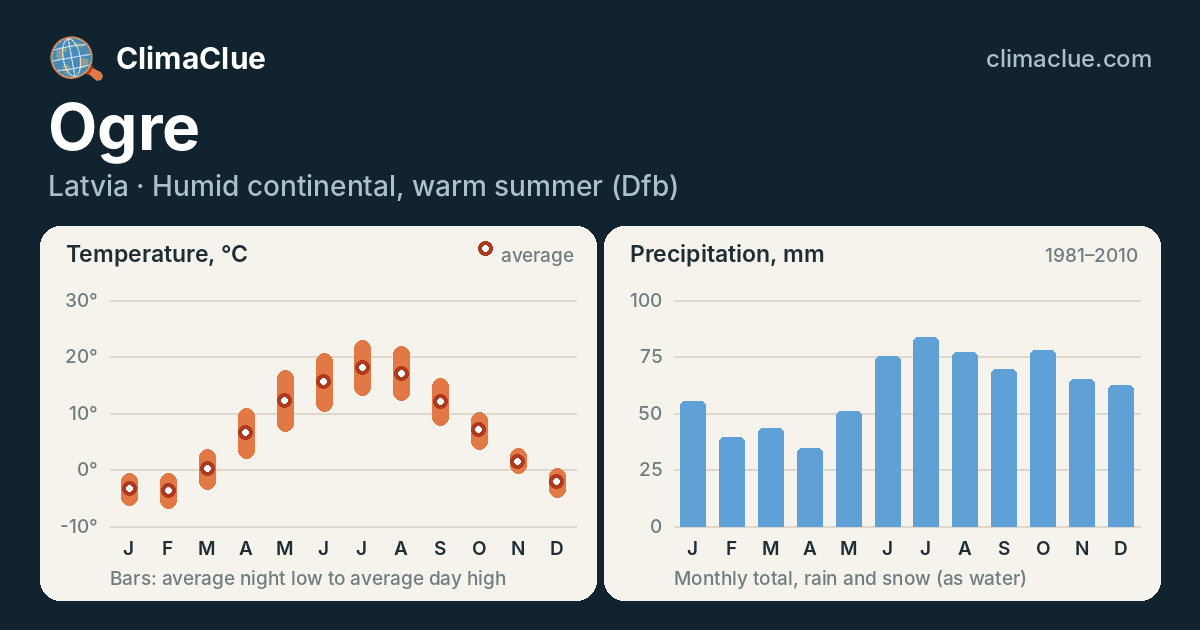 ClimaClue
climaclue.com
Ogre
Latvia · Humid continental, warm summer (Dfb)
Temperature, °C
average
30°
20°
10°
0°
-10°
J F M A M J J A S O N D
Bars: average night low to average day high
Precipitation, mm
1981–2010
100
75
50
25
0
J F M A M J J A S O N D
Monthly total, rain and snow (as water)